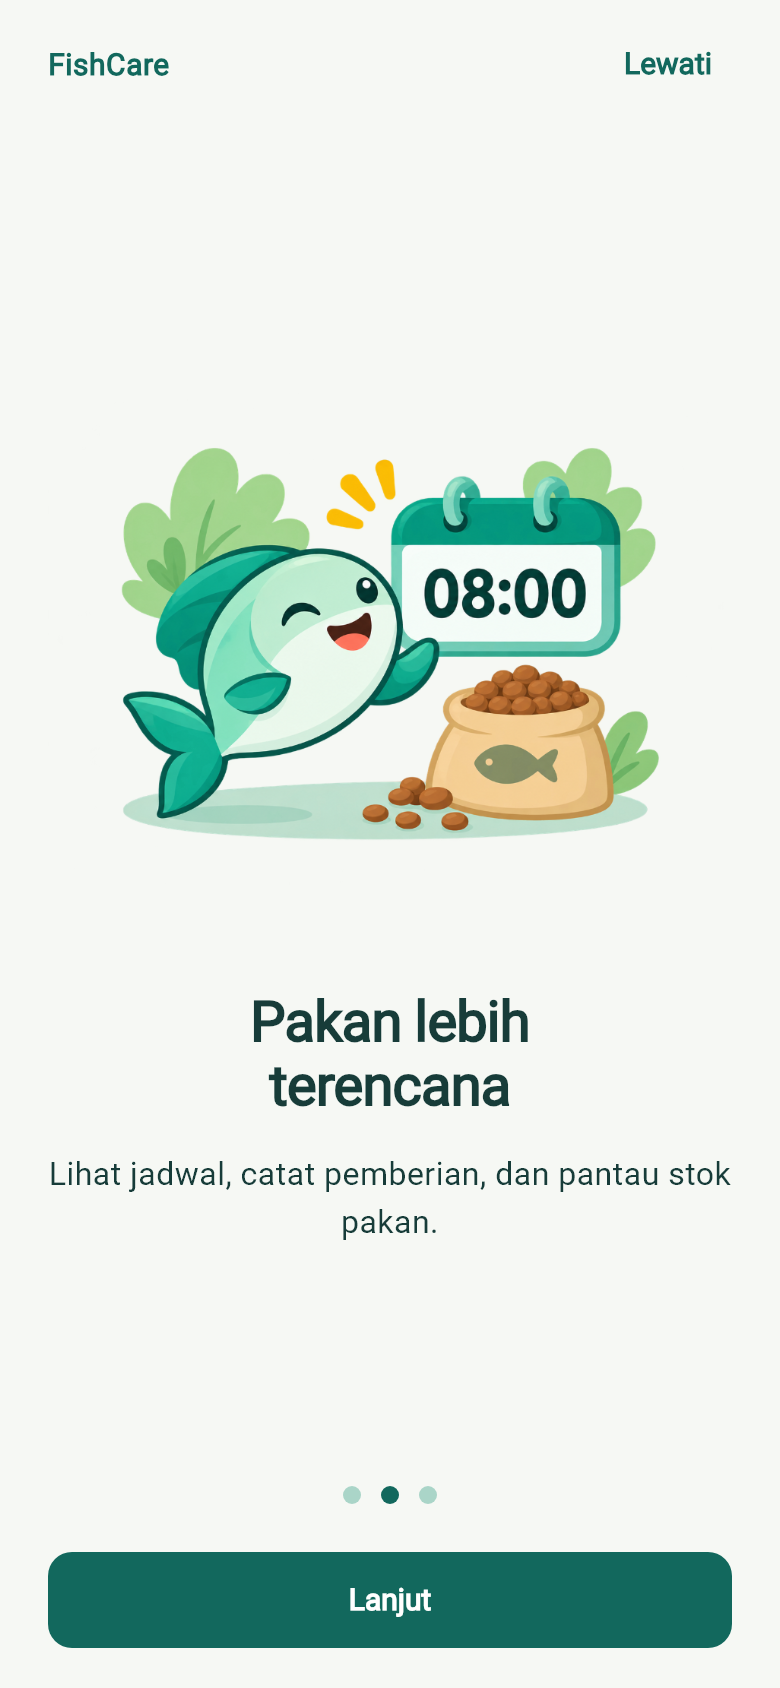 FishCare
Lewati
08:00
Pakan lebih
terencana
Lihat jadwal, catat pemberian, dan pantau stok
pakan.
Lanjut